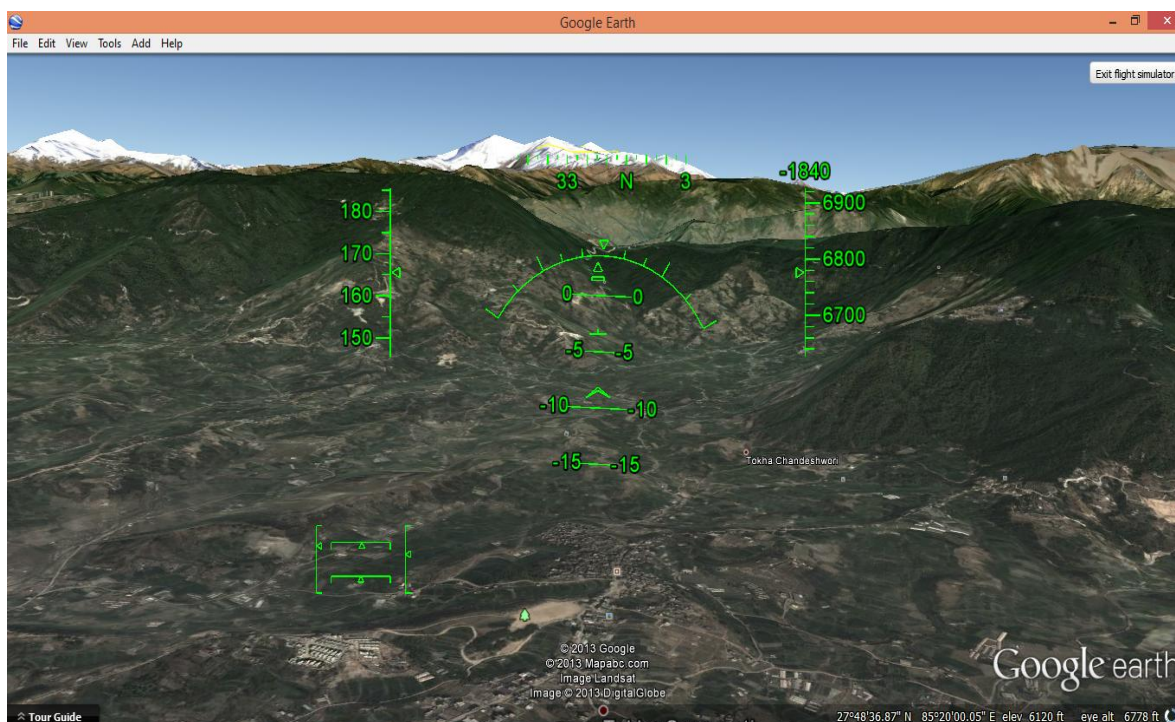 Google Earth
File Edit View Tools Add Help
Exit flight simulator
33 N 3
-1840
180
170
160
150
6900
6800
6700
0 0
-5 -5
-10 -10
-15 -15
Tokha Chandeshwori
© 2013 Google
© 2013 Mapabc.com
Image Landsat
Image © 2013 DigitalGlobe
Google earth
Tour Guide
27°48'36.87" N 85°20'00.05" E elev 6120 ft eye alt 6778 ft